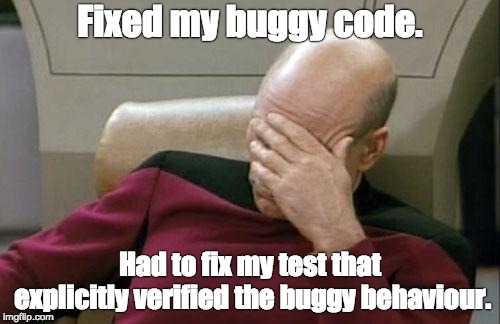 Fixed my buggy code.
Had to fix my test that
explicitly verified the buggy behaviour.
imgflip.com